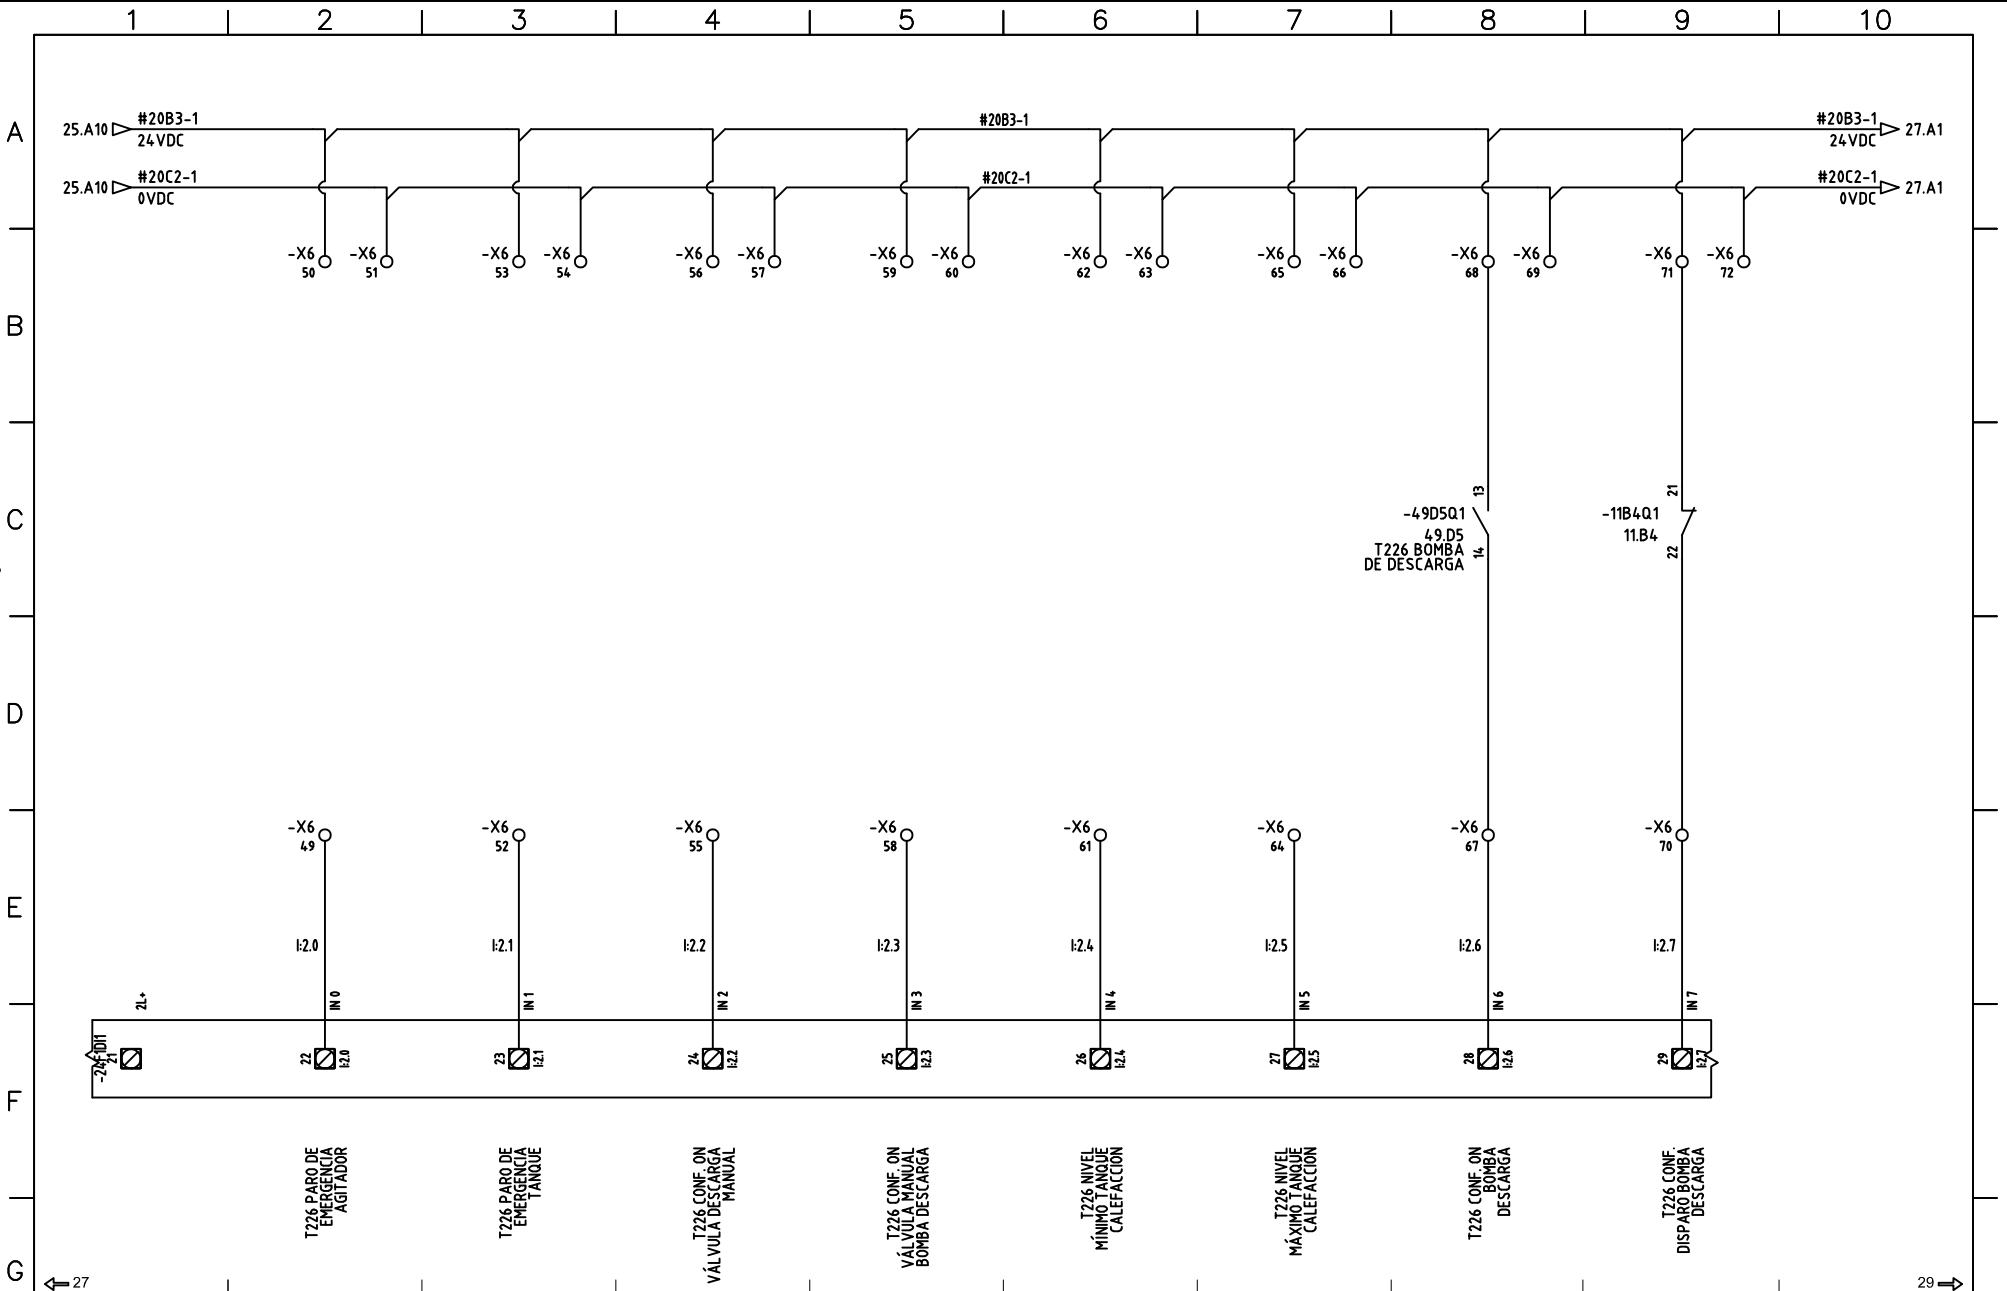 1 2 3 4 5 6 7 8 9 10
A
25.A10 #20B3-1 #20B3-1 #20B3-1 27.A1
24VDC 24VDC
25.A10 #20C2-1 #20C2-1 #20C2-1 27.A1
0VDC 0VDC
-X6 -X6 -X6 -X6 -X6 -X6 -X6 -X6 -X6 -X6 -X6 -X6 -X6 -X6 -X6 -X6
50 51 53 54 56 57 59 60 62 63 65 66 68 69 71 72
B
13 21
C
-49D5Q1 -11B4Q1
49.D5 11.B4
T226 BOMBA
DE DESCARGA
14 22
D
-X6 -X6 -X6 -X6 -X6 -X6 -X6 -X6
49 52 55 58 61 64 67 70
E
I:2.0 I:2.1 I:2.2 I:2.3 I:2.4 I:2.5 I:2.6 I:2.7
2L+ IN 0 IN 1 IN 2 IN 3 IN 4 IN 5 IN 6 IN 7
-24F1DI1
21 22 I:2.0 23 I:2.1 24 I:2.2 25 I:2.3 26 I:2.4 27 I:2.5 28 I:2.6 29 I:2.7
F
T226 PARO DE
EMERGENCIA
AGITADOR
T226 PARO DE
EMERGENCIA
TANQUE
T226 CONF. ON
VÁLVULA DESCARGA
MANUAL
T226 CONF. ON
VÁLVULA MANUAL
BOMBA DESCARGA
T226 NIVEL
MÍNIMO TANQUE
CALEFACCIÓN
T226 NIVEL
MÁXIMO TANQUE
CALEFACCIÓN
T226 CONF. ON
BOMBA
DESCARGA
T226 CONF.
DISPARO BOMBA
DESCARGA
G
27 29